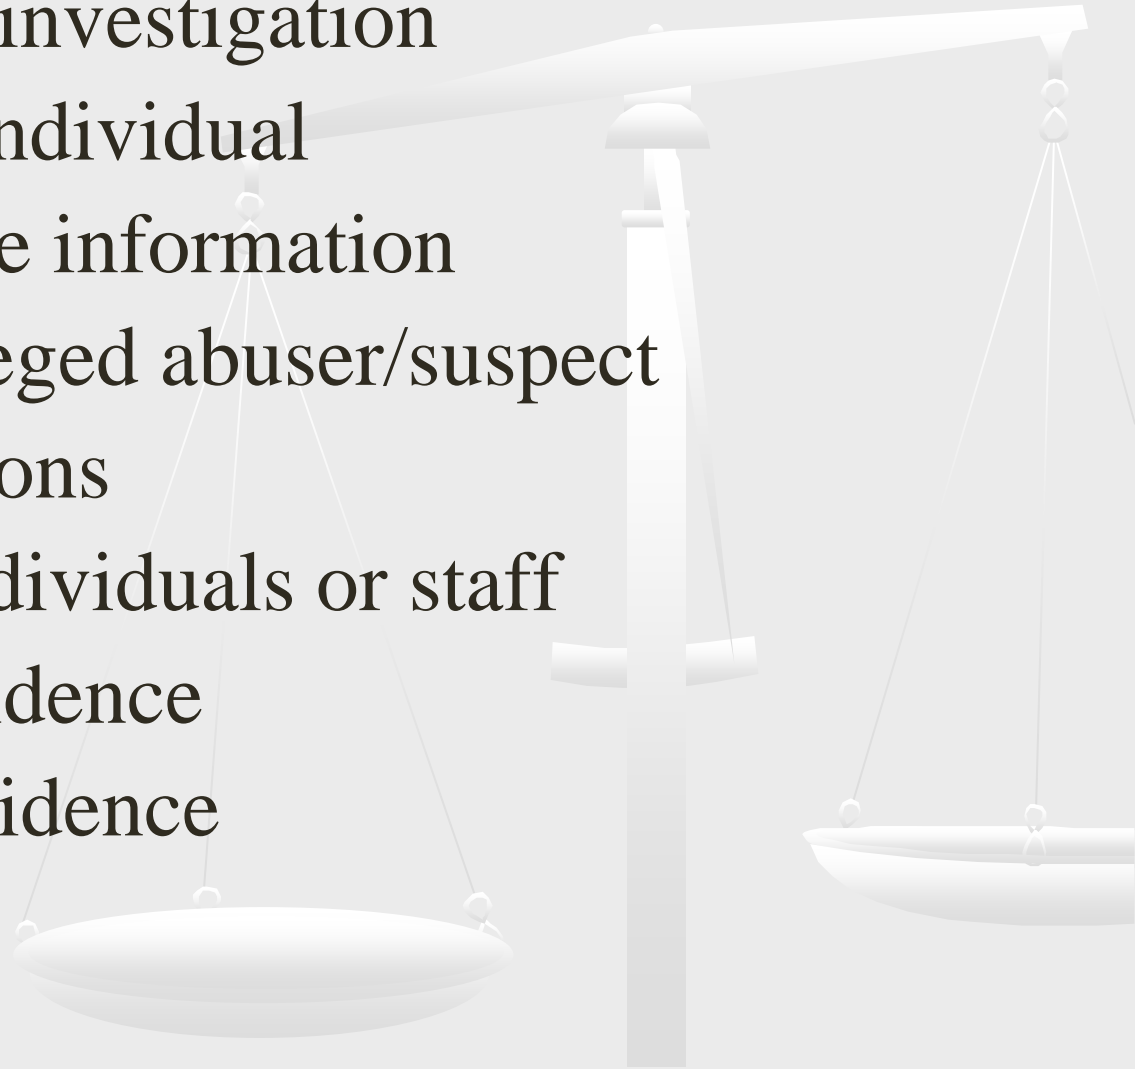 investigation
ndividual
e information
eged abuser/suspect
ons
dividuals or staff
dence
idence